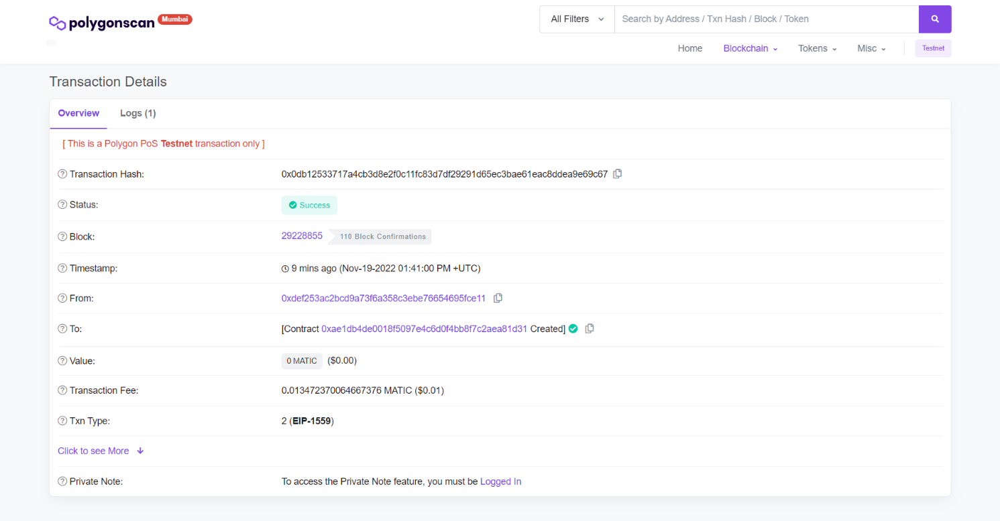 polygonscan Mumbai
All Filters Search by Address / Txn Hash / Block / Token
Home Blockchain Tokens Misc Testnet
Transaction Details
Overview Logs (1)
[ This is a Polygon PoS Testnet transaction only ]
Transaction Hash: 0x0db12533717a4cb3d8e2f0c11fc83d7df29291d65ec3bae61eac8ddea9e69c67
Status: Success
Block: 29228855 110 Block Confirmations
Timestamp: 9 mins ago (Nov-19-2022 01:41:00 PM +UTC)
From: 0xdef253ac2bcd9a73f6a358c3ebe76654695fce11
To: [Contract 0xae1db4de0018f5097e4c6d0f4bb8f7c2aea81d31 Created]
Value: 0 MATIC ($0.00)
Transaction Fee: 0.013472370064667376 MATIC ($0.01)
Txn Type: 2 (EIP-1559)
Click to see More
Private Note: To access the Private Note feature, you must be Logged In